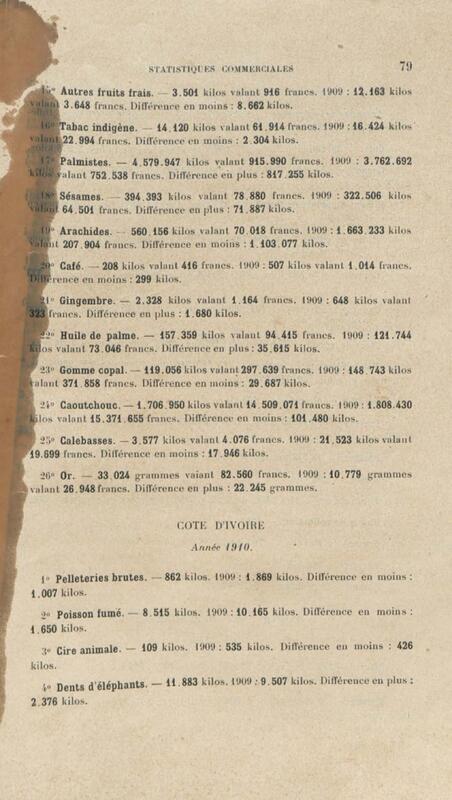 STATISTIQUES COMMERCIALES 79
15° Autres fruits frais. — 3.501 kilos valant 916 francs. 1909 : 12.163 kilos
valant 3.648 francs. Différence en moins : 8.662 kilos.
16° Tabac indigène. — 14.120 kilos valant 61.914 francs. 1909 : 16.424 kilos
valant 22.994 francs. Différence en moins : 2.304 kilos.
17° Palmistes. — 4.579.947 kilos valant 915.990 francs. 1909 : 3.762.692
kilos valant 752.538 francs. Différence en plus : 817.255 kilos.
18° Sésames. — 394.393 kilos valant 78.880 francs. 1909 : 322.506 kilos
valant 64.501 francs. Différence en plus : 71.887 kilos.
19° Arachides. — 560.156 kilos valant 70.018 francs. 1909 : 1.663.233 kilos
valant 207.904 francs. Différence en moins : 1.103.077 kilos.
20° Café. — 208 kilos valant 416 francs. 1909 : 507 kilos valant 1.014 francs.
Différence en moins : 299 kilos.
21° Gingembre. — 2.328 kilos valant 1.164 francs. 1909 : 648 kilos valant
323 francs. Différence en plus : 1.680 kilos.
22° Huile de palme. — 157.359 kilos valant 94.415 francs. 1909 : 121.744
kilos valant 73.046 francs. Différence en plus : 35.615 kilos.
23° Gomme copal. — 119.056 kilos valant 297.639 francs. 1909 : 148.743 kilos
valant 371.858 francs. Différence en moins : 29.687 kilos.
24° Caoutchouc. — 1.706.950 kilos valant 14.509.071 francs. 1909 : 1.808.430
kilos valant 15.371.655 francs. Différence en moins : 101.480 kilos.
25° Calebasses. — 3.577 kilos valant 4.076 francs. 1909 : 21.523 kilos valant
19.699 francs. Différence en moins : 17.946 kilos.
26° Or. — 33.024 grammes vaiant 82.560 francs. 1909 : 10.779 grammes
valant 26.948 francs. Différence en plus : 22.245 grammes.
COTE D'IVOIRE
Année 1910.
1° Pelleteries brutes. — 862 kilos. 1909 : 1.869 kilos. Différence en moins :
1.007 kilos.
2° Poisson fumé. — 8.515 kilos. 1909 : 10.165 kilos. Différence en moins :
1.650 kilos.
3° Cire animale. — 109 kilos. 1909 : 535 kilos. Différence en moins : 426
kilos.
4° Dents d'éléphants. — 11.883 kilos. 1909 : 9.507 kilos. Différence en plus :
2.376 kilos.